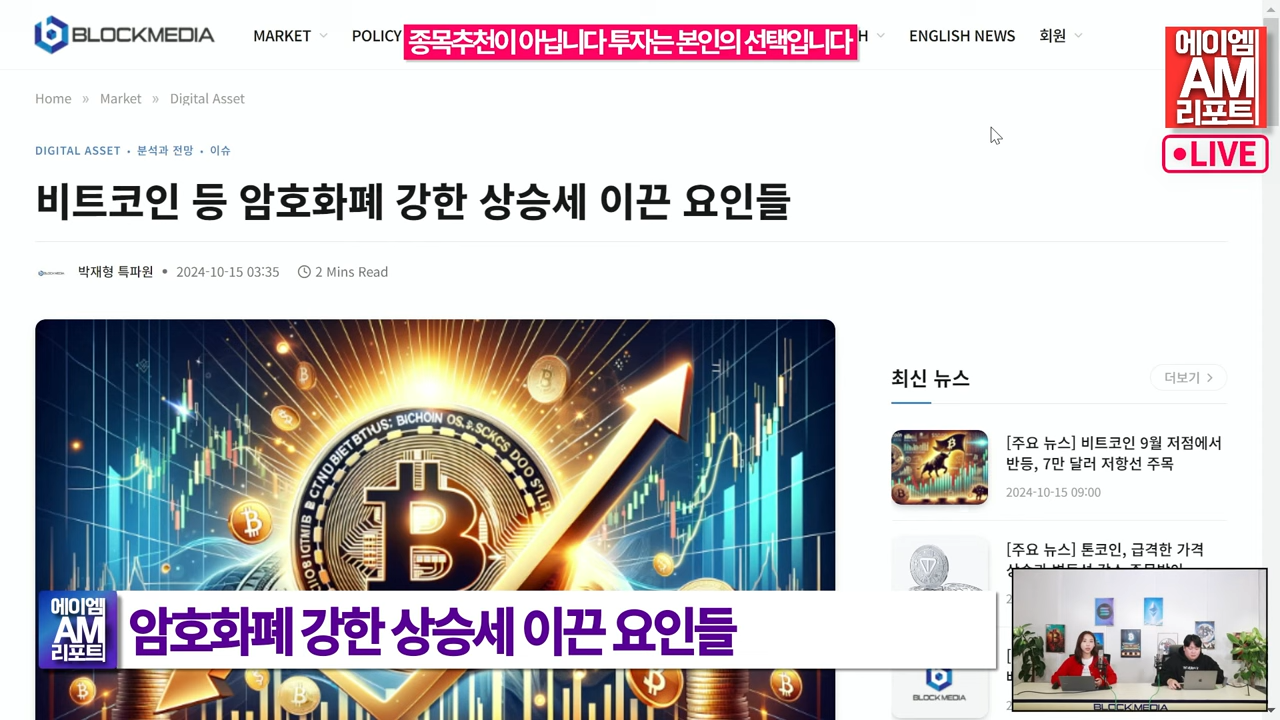 BLOCKMEDIA
MARKET
POLICY
종목추천이 아닙니다 투자는 본인의 선택입니다
H
ENGLISH NEWS
회원
에이엠
AM
리포트
LIVE
Home » Market » Digital Asset
DIGITAL ASSET • 분석과 전망 • 이슈
비트코인 등 암호화폐 강한 상승세 이끈 요인들
박재형 특파원 • 2024-10-15 03:35 2 Mins Read
최신 뉴스
더보기 >
[주요 뉴스] 비트코인 9월 저점에서
반등, 7만 달러 저항선 주목
2024-10-15 09:00
[주요 뉴스] 톤코인, 급격한 가격
에이엠
AM
리포트
암호화폐 강한 상승세 이끈 요인들
BLOCKMEDIA
BLOCKMEDIA